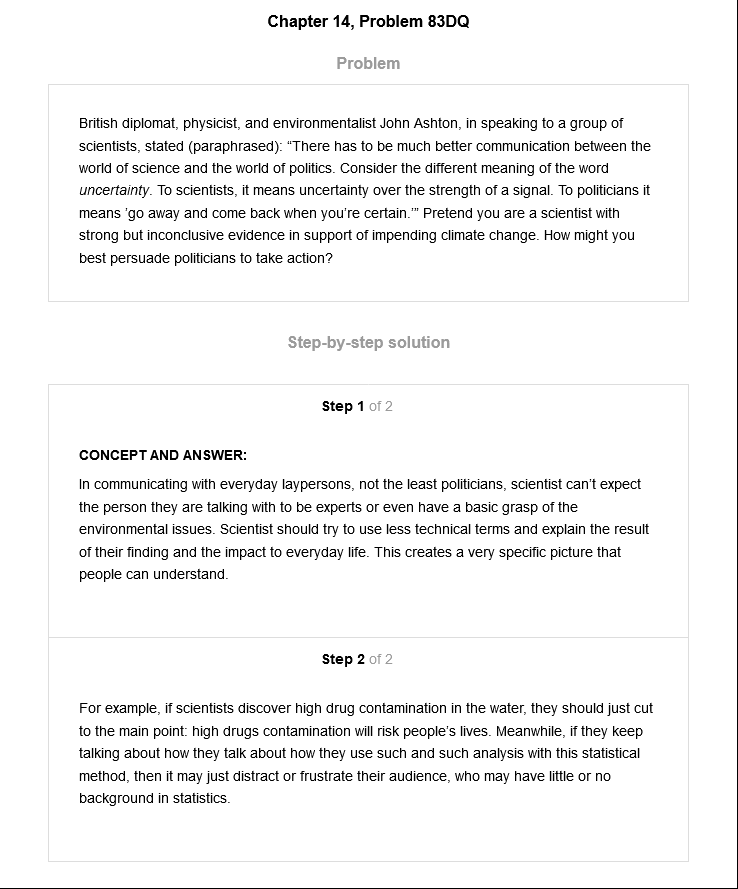 Chapter 14, Problem 83DQ
Problem
British diplomat, physicist, and environmentalist John Ashton, in speaking to a group of
scientists, stated (paraphrased): “There has to be much better communication between the
world of science and the world of politics. Consider the different meaning of the word
uncertainty. To scientists, it means uncertainty over the strength of a signal. To politicians it
means ’go away and come back when you’re certain.’” Pretend you are a scientist with
strong but inconclusive evidence in support of impending climate change. How might you
best persuade politicians to take action?
Step-by-step solution
Step 1 of 2
CONCEPT AND ANSWER:
In communicating with everyday laypersons, not the least politicians, scientist can’t expect
the person they are talking with to be experts or even have a basic grasp of the
environmental issues. Scientist should try to use less technical terms and explain the result
of their finding and the impact to everyday life. This creates a very specific picture that
people can understand.
Step 2 of 2
For example, if scientists discover high drug contamination in the water, they should just cut
to the main point: high drugs contamination will risk people’s lives. Meanwhile, if they keep
talking about how they talk about how they use such and such analysis with this statistical
method, then it may just distract or frustrate their audience, who may have little or no
background in statistics.